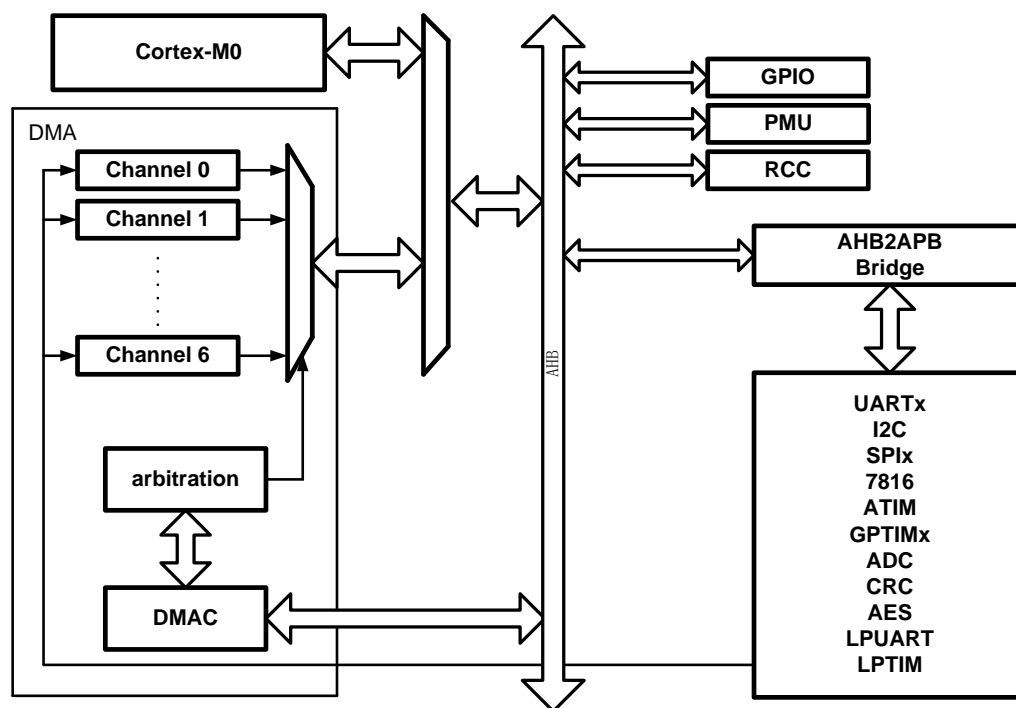 Cortex-M0
DMA
Channel 0
Channel 1
Channel 6
arbitration
DMAC
AHB
GPIO
PMU
RCC
AHB2APB
Bridge
UARTx
I2C
SPIx
7816
ATIM
GPTIMx
ADC
CRC
AES
LPUART
LPTIM